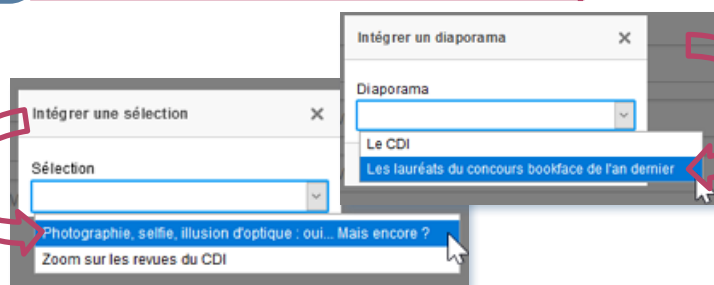 Intégrer un diaporama
Diaporama
Le CDI
Les lauréats du concours bookface de l'an dernier
Intégrer une sélection
Sélection
Photographie, selfie, illusion d'optique : oui... Mais encore ?
Zoom sur les revues du CDI